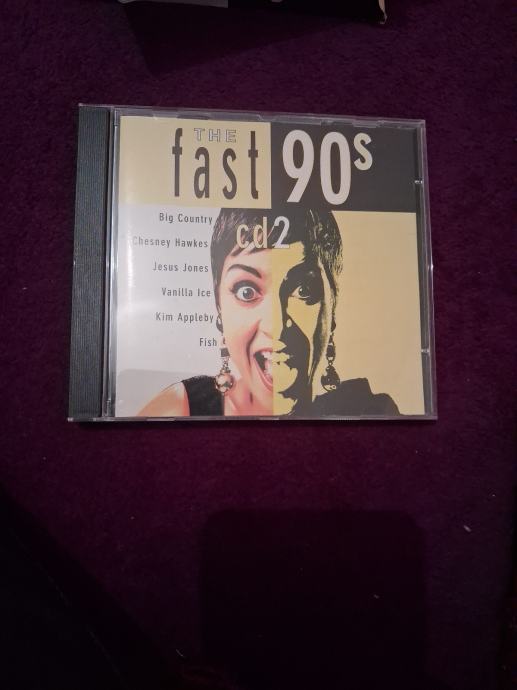 THE
fast 90s
cd2
Big Country
Chesney Hawkes
Jesus Jones
Vanilla Ice
Kim Appleby
Fish